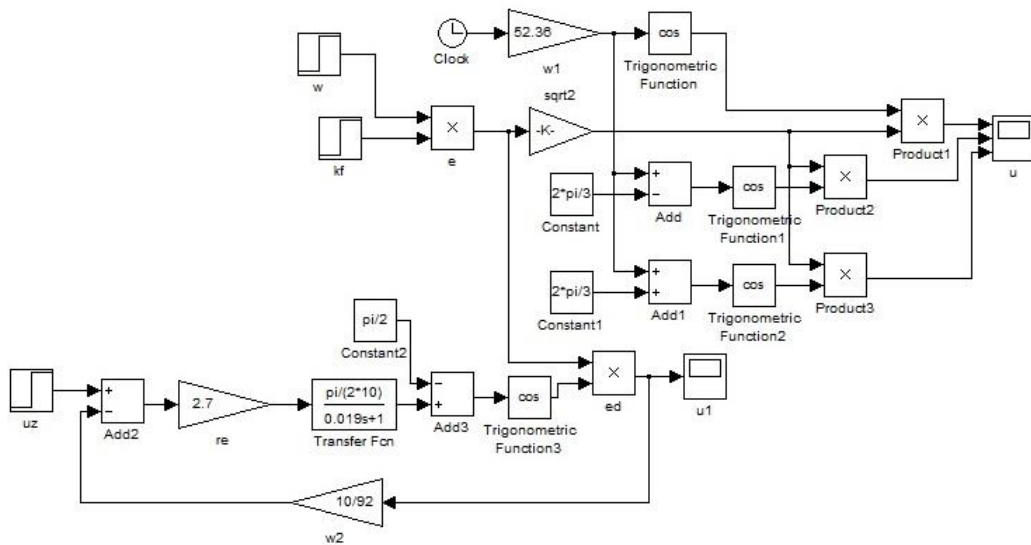 52.36
Clock
w1
cos
Trigonometric
Function
w
sqrt2
-K-
kf
×
e
×
Product1
u
2*pi/3
Constant
+
−
Add
cos
Trigonometric
Function1
×
Product2
2*pi/3
Constant1
+
+
Add1
cos
Trigonometric
Function2
×
Product3
pi/2
Constant2
uz
+
−
Add2
2.7
re
pi/(2*10)
0.019s+1
Transfer Fcn
−
+
Add3
cos
Trigonometric
Function3
×
ed
u1
10/92
w2